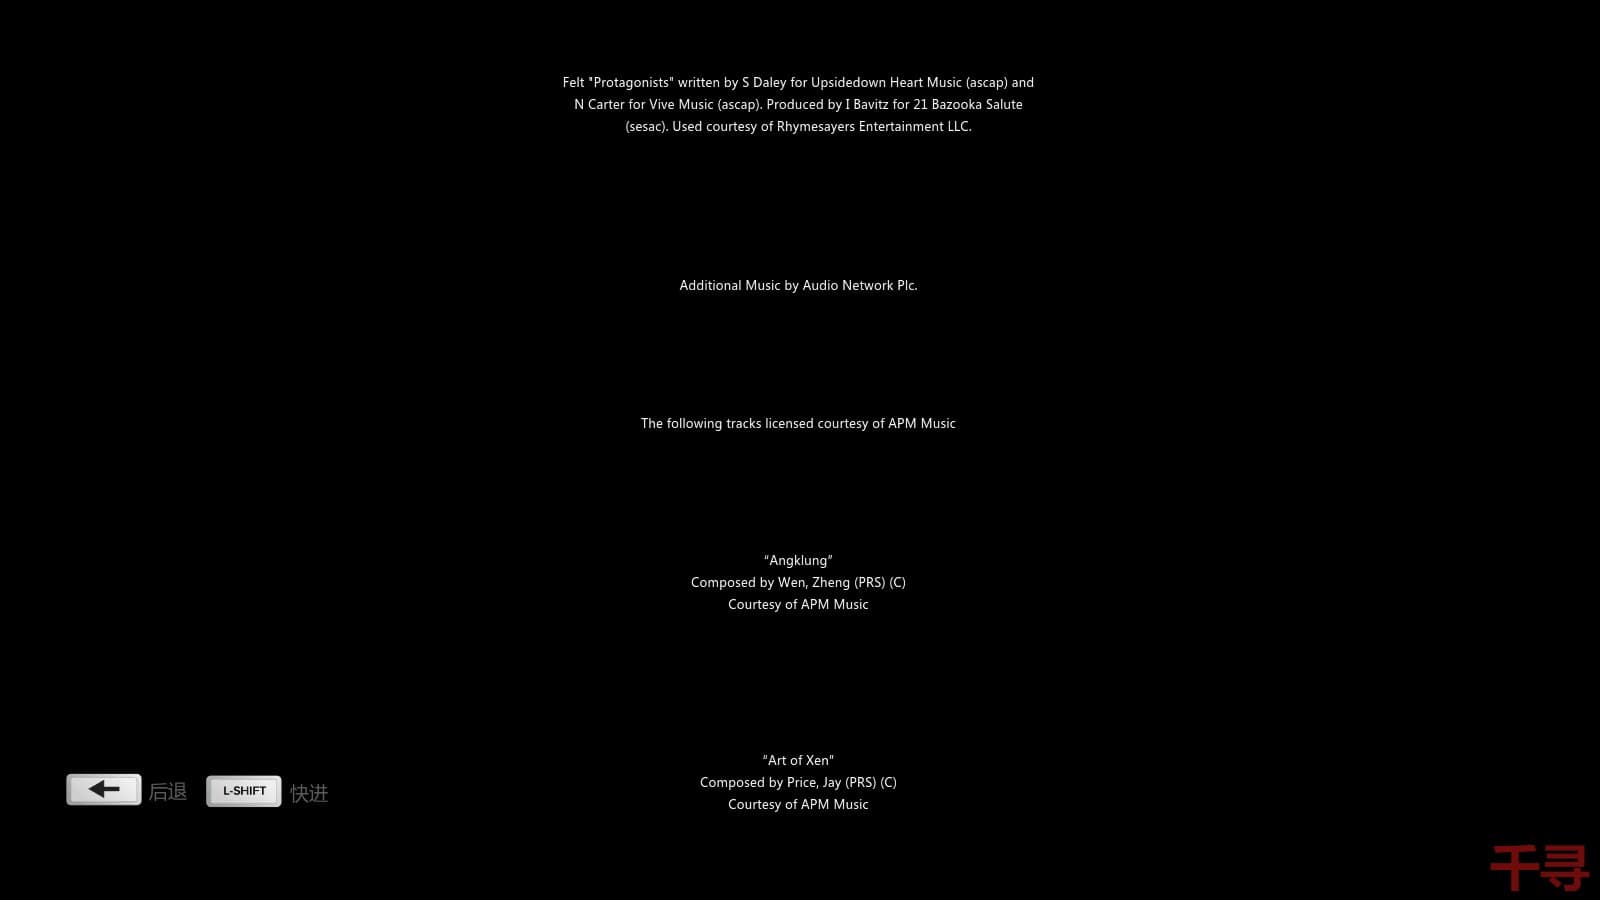 Felt "Protagonists" written by S Daley for Upsidedown Heart Music (ascap) and
N Carter for Vive Music (ascap). Produced by I Bavitz for 21 Bazooka Salute
(sesac). Used courtesy of Rhymesayers Entertainment LLC.
Additional Music by Audio Network Plc.
The following tracks licensed courtesy of APM Music
“Angklung”
Composed by Wen, Zheng (PRS) (C)
Courtesy of APM Music
“Art of Xen”
Composed by Price, Jay (PRS) (C)
Courtesy of APM Music
后退 L-SHIFT 快进
千寻